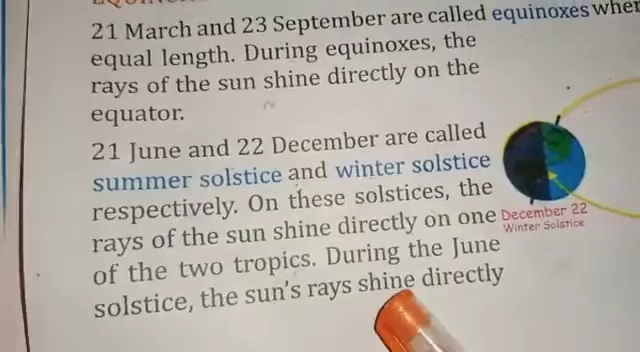 21 March and 23 September are called equinoxes
equal length. During equinoxes, the
rays of the sun shine directly on the
equator.
21 June and 22 December are called
summer solstice and winter solstice
respectively. On these solstices, the
rays of the sun shine directly on one
of the two tropics. During the June
solstice, the sun's rays shine directly
December 22
Winter Solstice